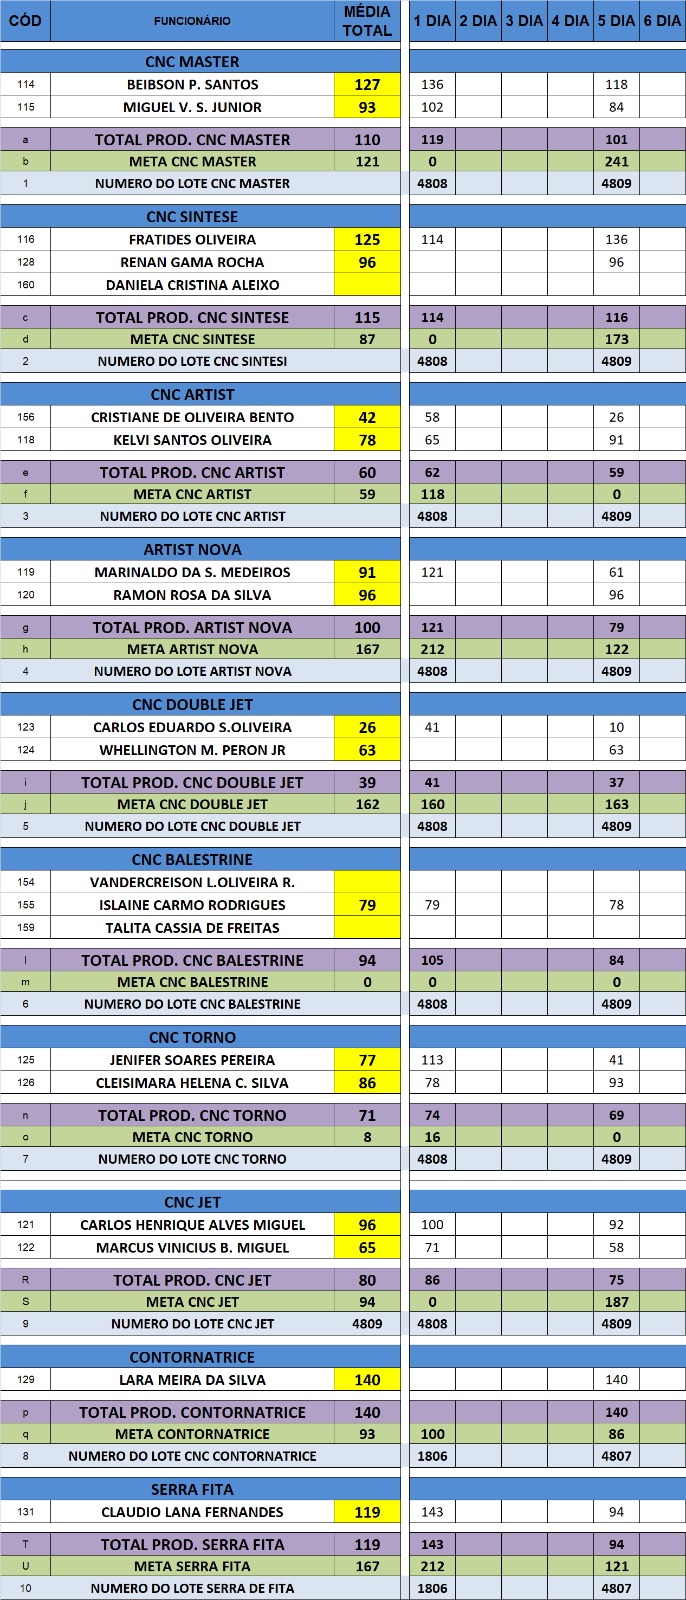 CÓD FUNCIONÁRIO MÉDIA TOTAL 1 DIA 2 DIA 3 DIA 4 DIA 5 DIA 6 DIA
CNC MASTER
114 BEIBSON P. SANTOS 127 136 118
115 MIGUEL V. S. JUNIOR 93 102 84
a TOTAL PROD. CNC MASTER 110 119 101
b META CNC MASTER 121 0 241
1 NUMERO DO LOTE CNC MASTER 4808 4809
CNC SINTESE
116 FRATIDES OLIVEIRA 125 114 136
128 RENAN GAMA ROCHA 96 96
160 DANIELA CRISTINA ALEIXO
c TOTAL PROD. CNC SINTESE 115 114 116
d META CNC SINTESE 87 0 173
2 NUMERO DO LOTE CNC SINTESI 4808 4809
CNC ARTIST
156 CRISTIANE DE OLIVEIRA BENTO 42 58 26
118 KELVI SANTOS OLIVEIRA 78 65 91
e TOTAL PROD. CNC ARTIST 60 62 59
f META CNC ARTIST 59 118 0
3 NUMERO DO LOTE CNC ARTIST 4808 4809
ARTIST NOVA
119 MARINALDO DA S. MEDEIROS 91 121 61
120 RAMON ROSA DA SILVA 96 96
g TOTAL PROD. ARTIST NOVA 100 121 79
h META ARTIST NOVA 167 212 122
4 NUMERO DO LOTE ARTIST NOVA 4808 4809
CNC DOUBLE JET
123 CARLOS EDUARDO S.OLIVEIRA 26 41 10
124 WHELLINGTON M. PERON JR 63 63
i TOTAL PROD. CNC DOUBLE JET 39 41 37
j META CNC DOUBLE JET 162 160 163
5 NUMERO DO LOTE CNC DOUBLE JET 4808 4809
CNC BALESTRINE
154 VANDERCREISON L.OLIVEIRA R.
155 ISLAINE CARMO RODRIGUES 79 79 78
159 TALITA CASSIA DE FREITAS
l TOTAL PROD. CNC BALESTRINE 94 105 84
m META CNC BALESTRINE 0 0 0
6 NUMERO DO LOTE CNC BALESTRINE 4808 4809
CNC TORNO
125 JENIFER SOARES PEREIRA 77 113 41
126 CLEISIMARA HELENA C. SILVA 86 78 93
n TOTAL PROD. CNC TORNO 71 74 69
o META CNC TORNO 8 16 0
7 NUMERO DO LOTE CNC TORNO 4808 4809
CNC JET
121 CARLOS HENRIQUE ALVES MIGUEL 96 100 92
122 MARCUS VINICIUS B. MIGUEL 65 71 58
R TOTAL PROD. CNC JET 80 86 75
S META CNC JET 94 0 187
9 NUMERO DO LOTE CNC JET 4809 4808 4809
CONTORNATRICE
129 LARA MEIRA DA SILVA 140 140
p TOTAL PROD. CONTORNATRICE 140 140
q META CONTORNATRICE 93 100 86
8 NUMERO DO LOTE CNC CONTORNATRICE 1806 4807
SERRA FITA
131 CLAUDIO LANA FERNANDES 119 143 94
T TOTAL PROD. SERRA FITA 119 143 94
U META SERRA FITA 167 212 121
10 NUMERO DO LOTE SERRA DE FITA 1806 4807